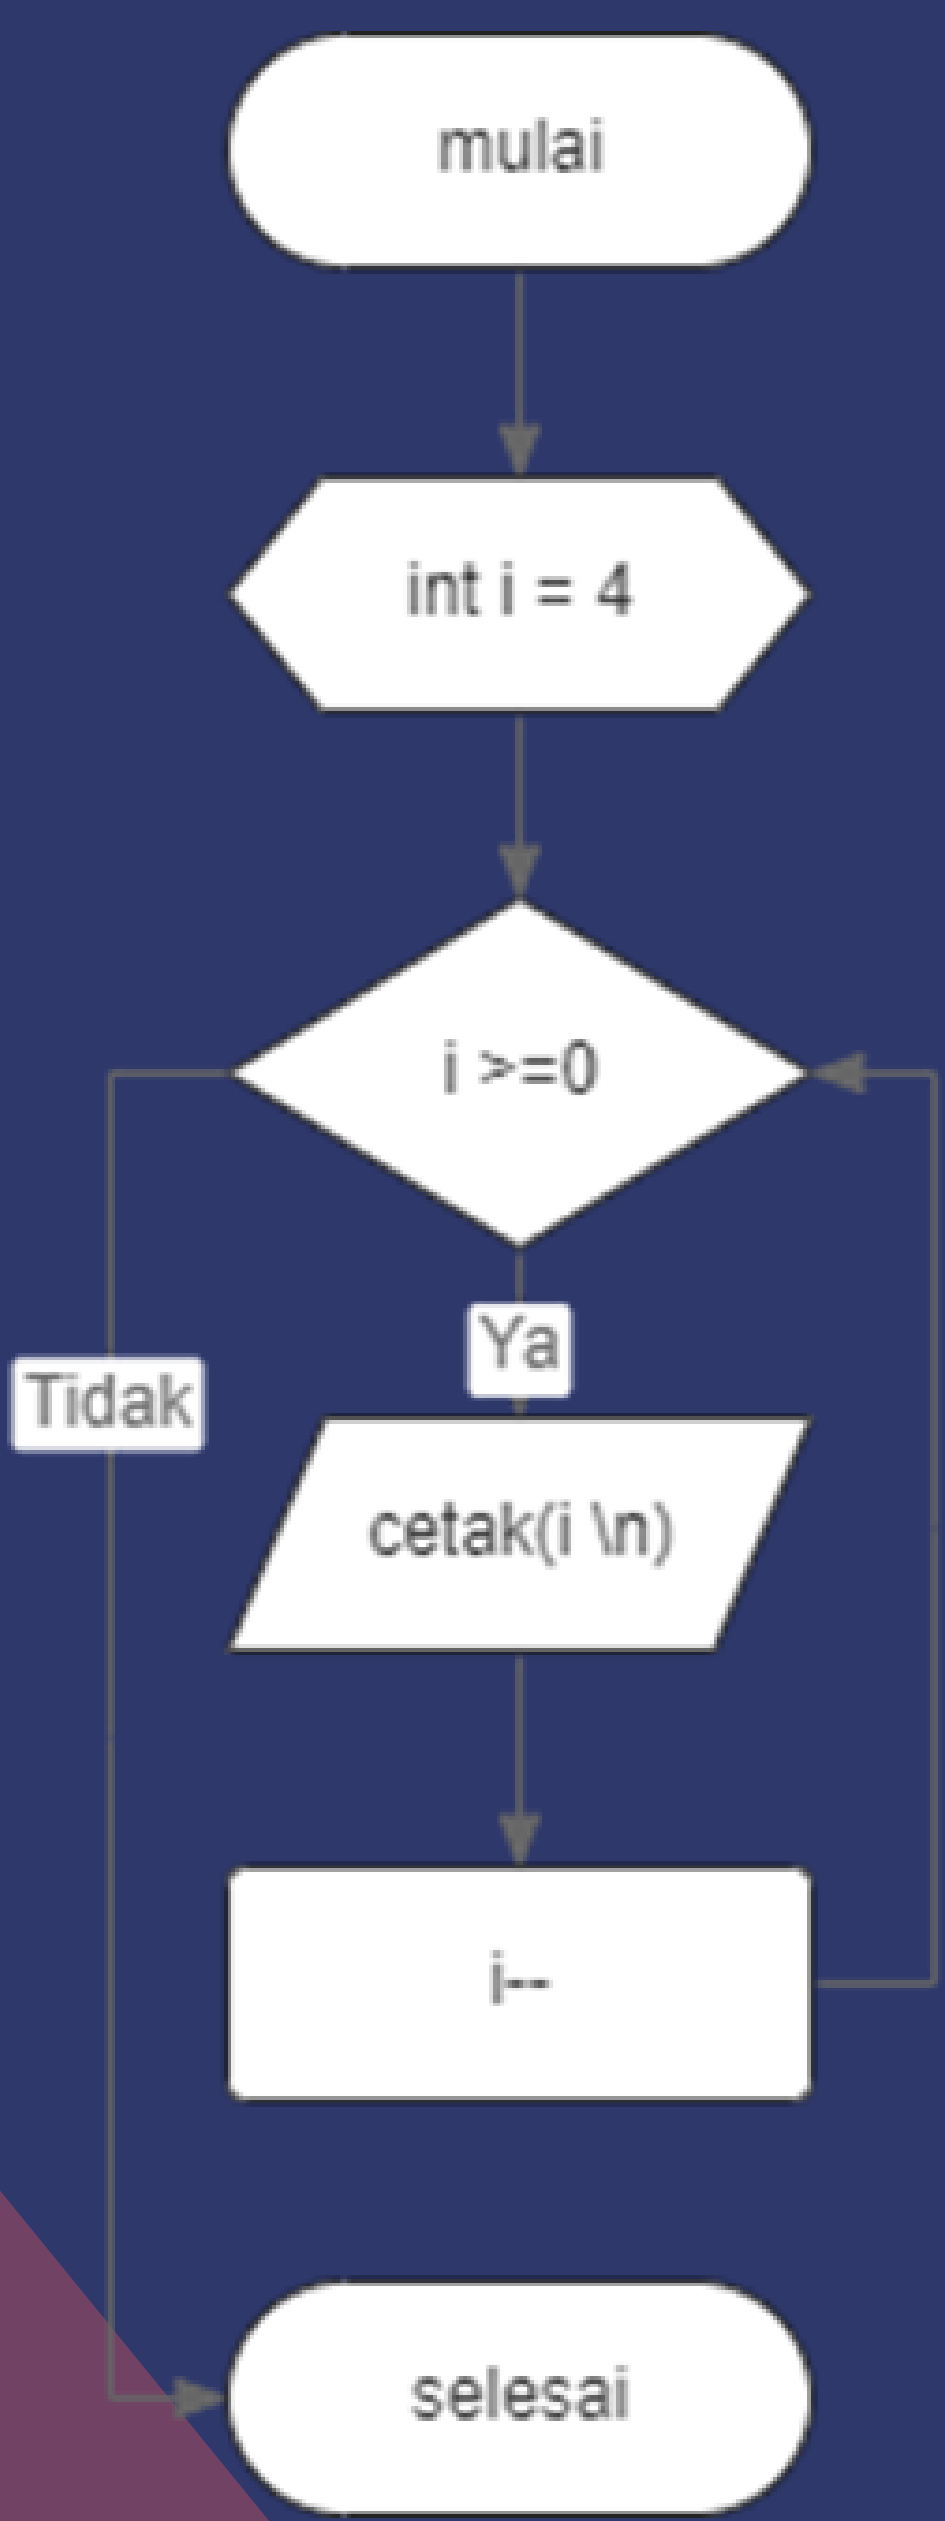 mulai
int i = 4
i >=0
Ya
Tidak
cetak(i \n)
i--
selesai